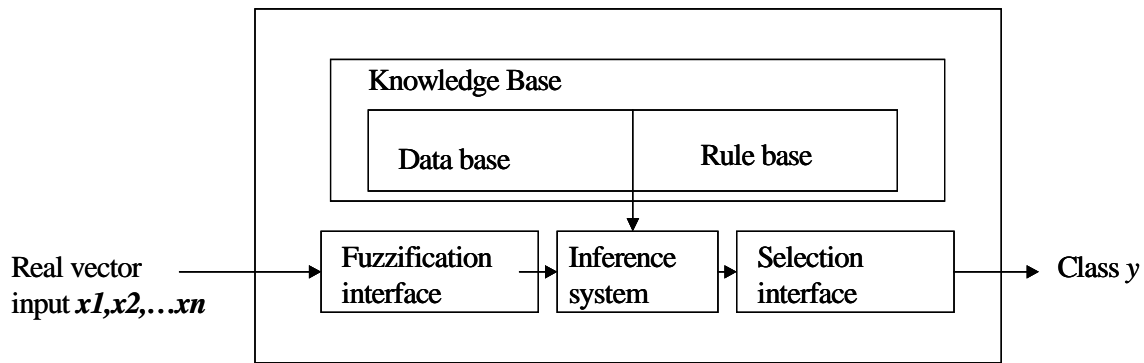 Knowledge Base
Data base
Rule base
Real vector
input x1,x2,…xn
Fuzzification
interface
Inference
system
Selection
interface
Class y